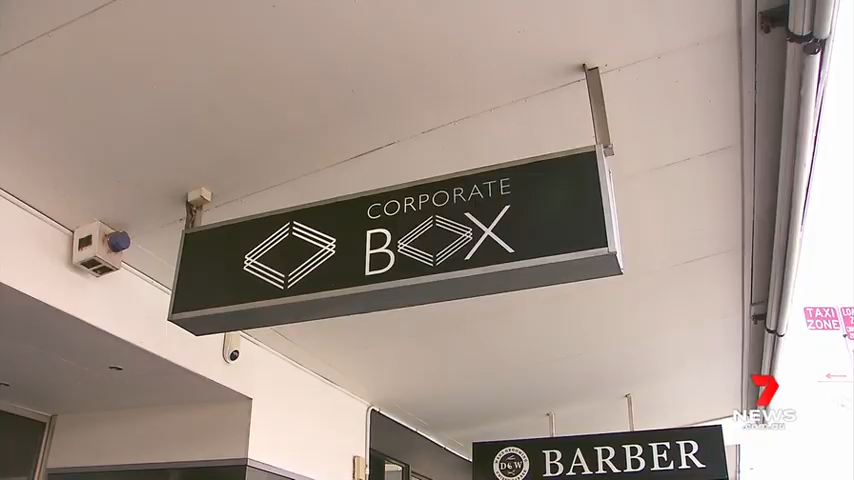 CORPORATE
BOX
TAXI
ZONE
7
NEWS
.com.au
D W
BARBER